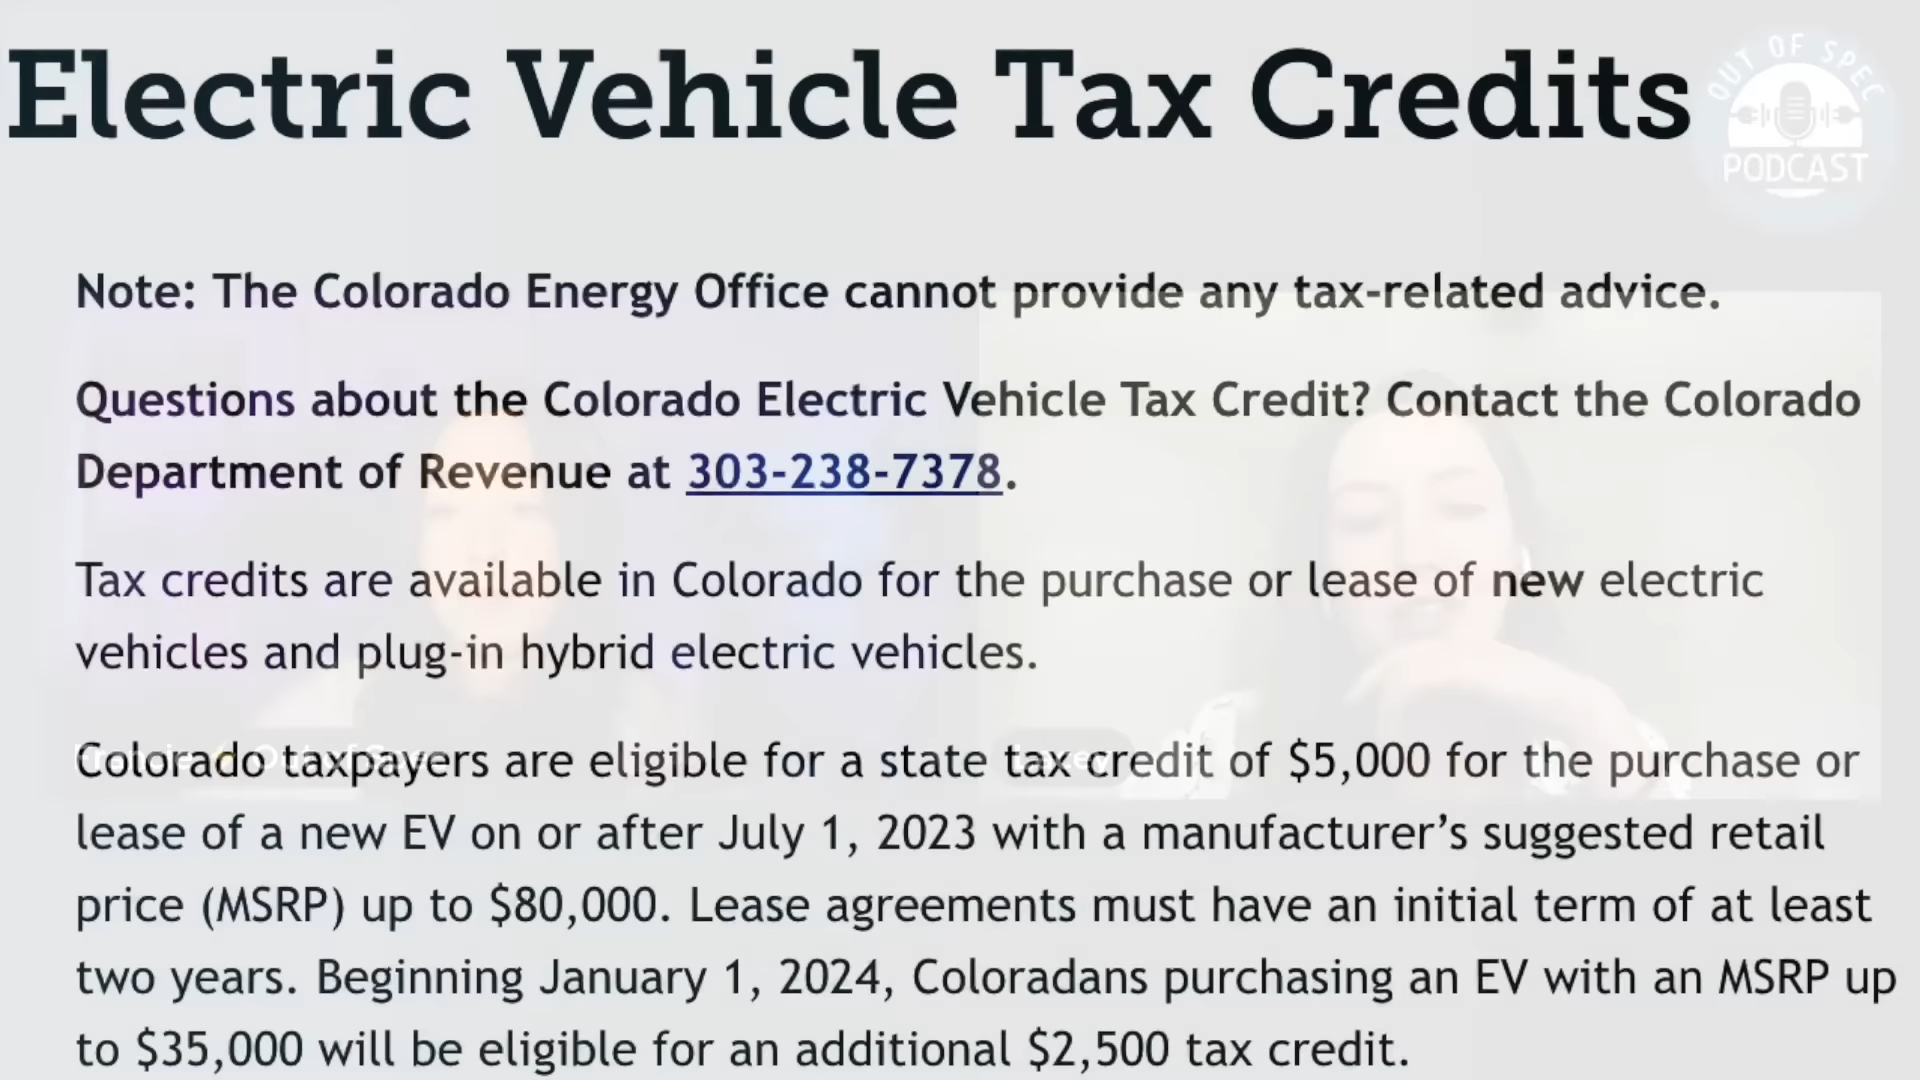 Electric Vehicle Tax Credits
OUT OF SPEC
PODCAST
Note: The Colorado Energy Office cannot provide any tax-related advice.
Questions about the Colorado Electric Vehicle Tax Credit? Contact the Colorado
Department of Revenue at 303-238-7378.
Tax credits are available in Colorado for the purchase or lease of new electric
vehicles and plug-in hybrid electric vehicles.
Colorado taxpayers are eligible for a state tax credit of $5,000 for the purchase or
lease of a new EV on or after July 1, 2023 with a manufacturer’s suggested retail
price (MSRP) up to $80,000. Lease agreements must have an initial term of at least
two years. Beginning January 1, 2024, Coloradans purchasing an EV with an MSRP up
to $35,000 will be eligible for an additional $2,500 tax credit.